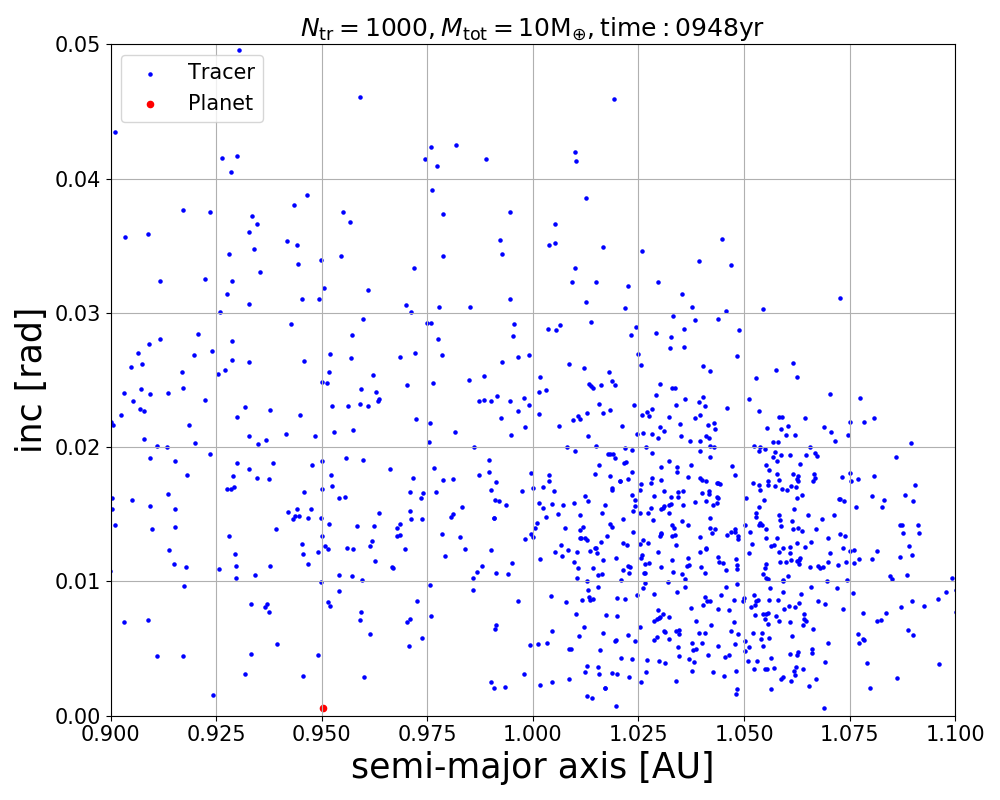 N_tr = 1000, M_tot = 10M_⊕, time : 0948yr
Tracer
Planet
inc [rad]
0.05
0.04
0.03
0.02
0.01
0.00
0.900 0.925 0.950 0.975 1.000 1.025 1.050 1.075 1.100
semi-major axis [AU]